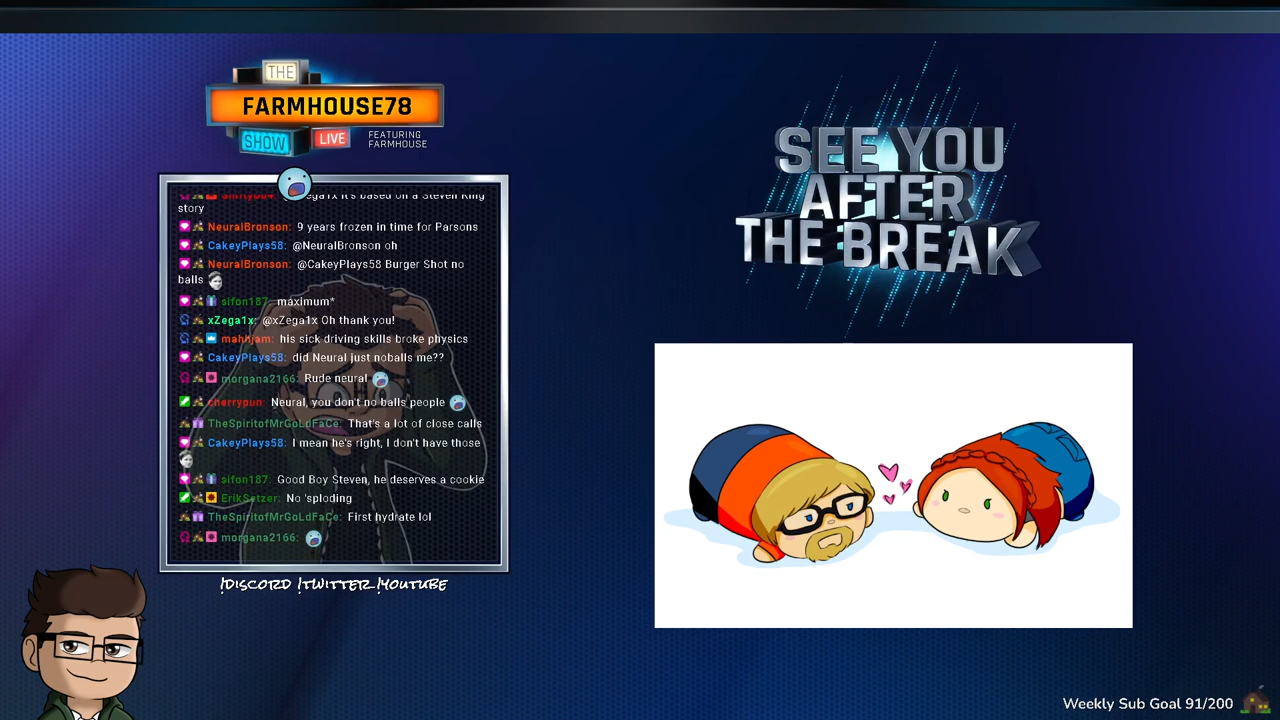 THE
FARMHOUSE78
SHOW LIVE FEATURING
FARMHOUSE
it's based on a Steven King
story
NeuralBronson: 9 years frozen in time for Parsons
CakeyPlays58: @NeuralBronson oh
NeuralBronson: @CakeyPlays58 Burger Shot no
balls
sifon187: maximum*
xZega1x: @xZega1x Oh thank you!
mahhjam: his sick driving skills broke physics
CakeyPlays58: did Neural just noballs me??
morgana2166: Rude neural
cherrypun: Neural, you don't no balls people
TheSpiritofMrGoLdFaCe: That's a lot of close calls
CakeyPlays58: I mean he's right, I don't have those
sifon187: Good Boy Steven, he deserves a cookie
ErikSetzer: No 'sploding
TheSpiritofMrGoLdFaCe: First hydrate lol
morgana2166:
!DISCORD !TWITTER !YOUTUBE
SEE YOU
AFTER
THE BREAK
Weekly Sub Goal 91/200